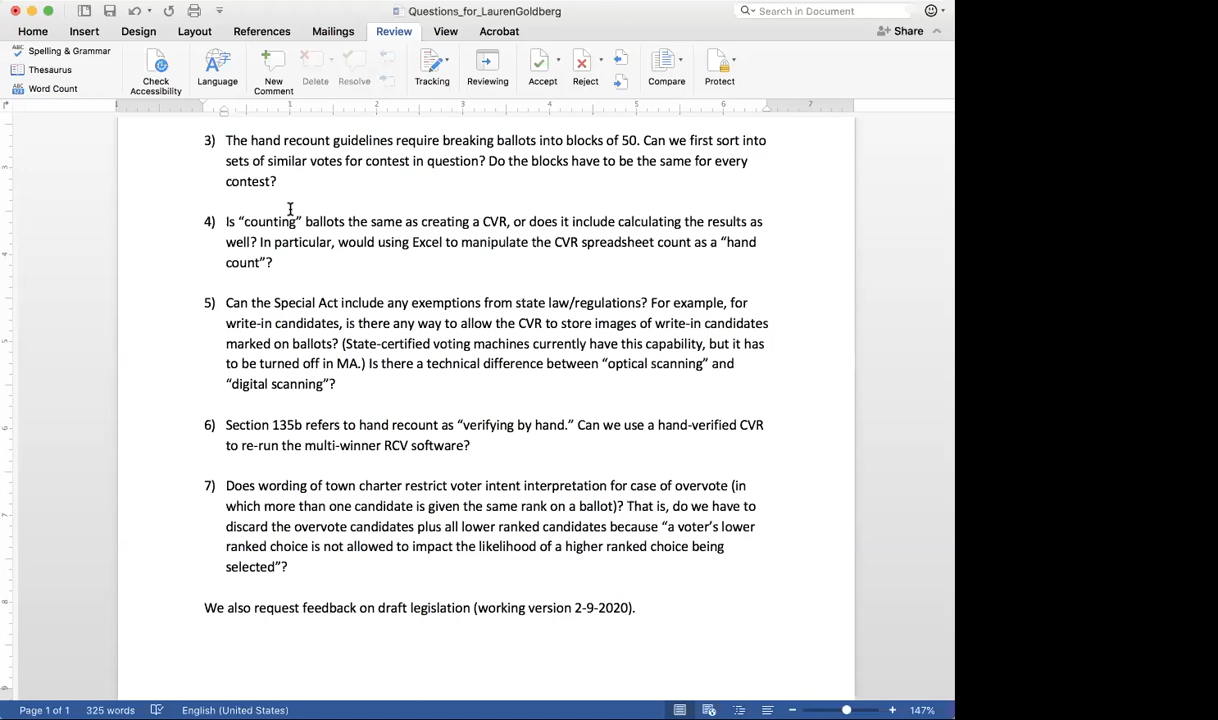 Questions_for_LaurenGoldberg
Search in Document
Home Insert Design Layout References Mailings Review View Acrobat
Share
Spelling & Grammar
Thesaurus
Word Count
Check Accessibility
Language
New Comment
Delete
Resolve
Tracking
Reviewing
Accept
Reject
Compare
Protect
1 1 2 3 4 5 6 7
3) The hand recount guidelines require breaking ballots into blocks of 50. Can we first sort into
sets of similar votes for contest in question? Do the blocks have to be the same for every
contest?
4) Is “counting” ballots the same as creating a CVR, or does it include calculating the results as
well? In particular, would using Excel to manipulate the CVR spreadsheet count as a “hand
count”?
5) Can the Special Act include any exemptions from state law/regulations? For example, for
write-in candidates, is there any way to allow the CVR to store images of write-in candidates
marked on ballots? (State-certified voting machines currently have this capability, but it has
to be turned off in MA.) Is there a technical difference between “optical scanning” and
“digital scanning”?
6) Section 135b refers to hand recount as “verifying by hand.” Can we use a hand-verified CVR
to re-run the multi-winner RCV software?
7) Does wording of town charter restrict voter intent interpretation for case of overvote (in
which more than one candidate is given the same rank on a ballot)? That is, do we have to
discard the overvote candidates plus all lower ranked candidates because “a voter’s lower
ranked choice is not allowed to impact the likelihood of a higher ranked choice being
selected”?
We also request feedback on draft legislation (working version 2-9-2020).
Page 1 of 1 325 words English (United States) 147%